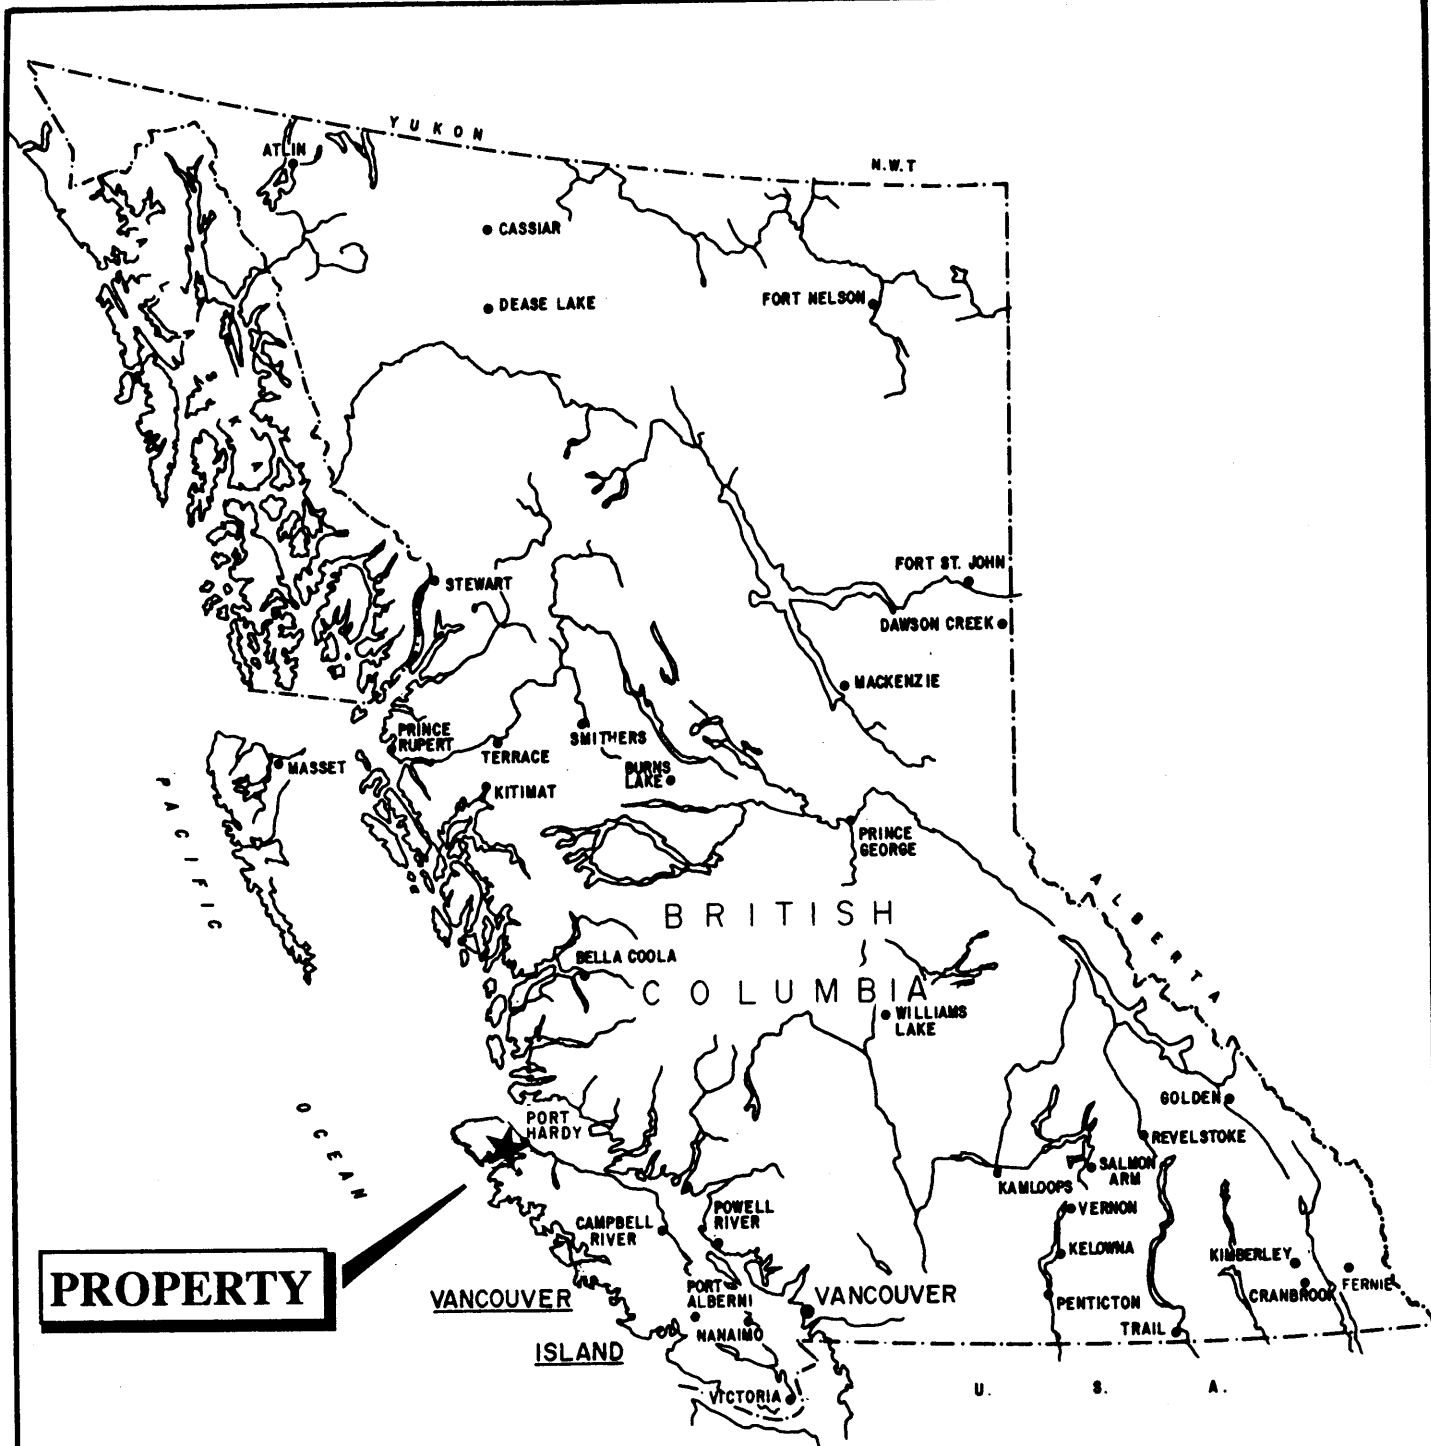 YUKON
N.W.T
ATLIN
CASSIAR
DEASE LAKE
FORT NELSON
ALASKA
STEWART
FORT ST. JOHN
DAWSON CREEK
MACKENZIE
PRINCE
RUPERT
TERRACE
SMITHERS
MASSET
KITIMAT
BURNS
LAKE
PRINCE
GEORGE
PACIFIC
OCEAN
ALBERTA
BRITISH
COLUMBIA
BELLA COOLA
WILLIAMS
LAKE
PORT
HARDY
GOLDEN
REVELSTOKE
SALMON
ARM
KAMLOOPS
VERNON
CAMPBELL
RIVER
POWELL
RIVER
KELOWNA
KIMBERLEY
FERNIE
CRANBROOK
PROPERTY
VANCOUVER
ISLAND
PORT
ALBERNI
NANAIMO
VANCOUVER
PENTICTON
TRAIL
VICTORIA
U. S. A.